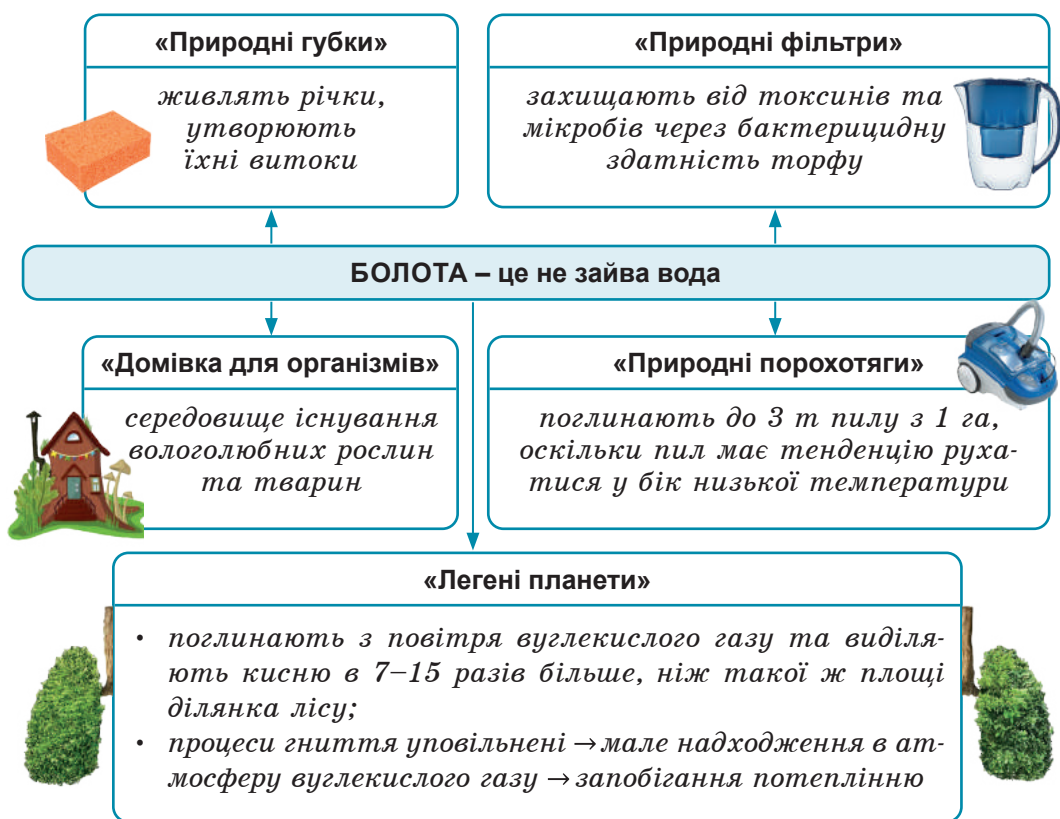 «Природні губки»
живлять річки,
утворюють
їхні витоки
«Природні фільтри»
захищають від токсинів та
мікробів через бактерицидну
здатність торфу
БОЛОТА – це не зайва вода
«Домівка для організмів»
середовище існування
вологолюбних рослин
та тварин
«Природні порохотяги»
поглинають до 3 т пилу з 1 га,
оскільки пил має тенденцію руха-
тися у бік низької температури
«Легені планети»
• поглинають з повітря вуглекислого газу та виділя-
ють кисню в 7–15 разів більше, ніж такої ж площі
ділянка лісу;
• процеси гниття уповільнені → мале надходження в ат-
мосферу вуглекислого газу → запобігання потеплінню